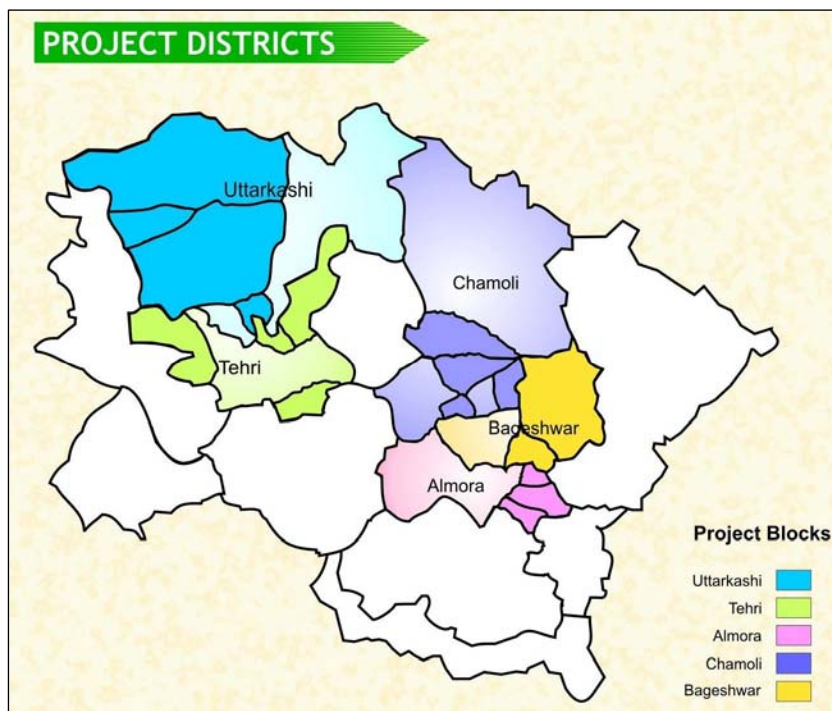 PROJECT DISTRICTS
Uttarkashi
Chamoli
Tehri
Bageshwar
Almora
Project Blocks
Uttarkashi
Tehri
Almora
Chamoli
Bageshwar